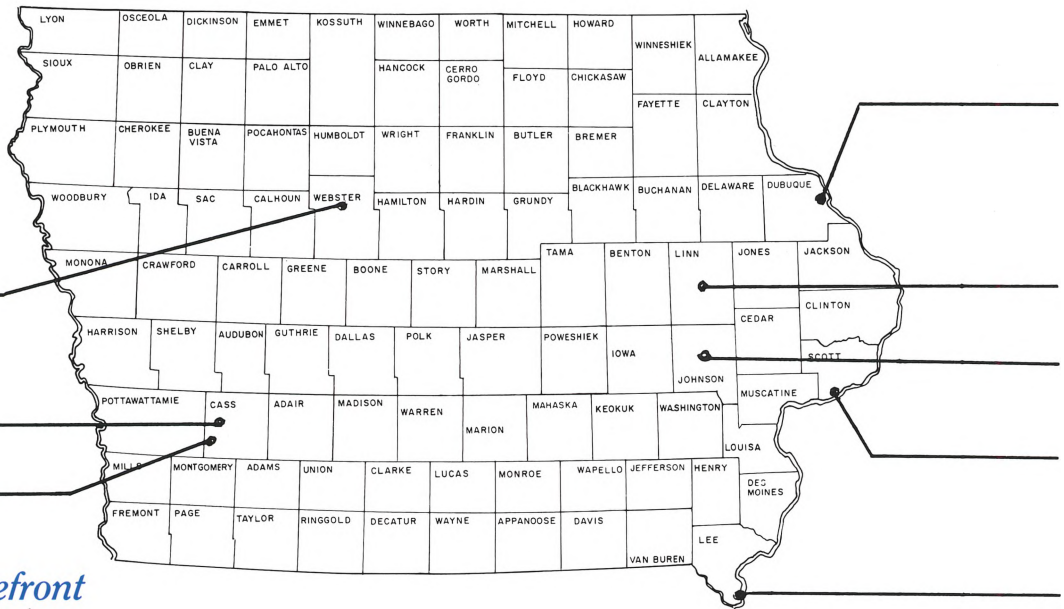 LYON OSCEOLA DICKINSON EMMET KOSSUTH WINNEBAGO WORTH MITCHELL HOWARD WINNESHIEK ALLAMAKEE
SIOUX OBRIEN CLAY PALO ALTO HANCOCK CERRO GORDO FLOYD CHICKASAW
FAYETTE CLAYTON
PLYMOUTH CHEROKEE BUENA VISTA POCAHONTAS HUMBOLDT WRIGHT FRANKLIN BUTLER BREMER
WOODBURY IDA SAC CALHOUN WEBSTER HAMILTON HARDIN GRUNDY BLACKHAWK BUCHANAN DELAWARE DUBUQUE
MONONA CRAWFORD CARROLL GREENE BOONE STORY MARSHALL TAMA BENTON LINN JONES JACKSON
CLINTON
CEDAR
HARRISON SHELBY AUDUBON GUTHRIE DALLAS POLK JASPER POWESHIEK IOWA JOHNSON SCOTT
MUSCATINE
POTTAWATTAMIE CASS ADAIR MADISON WARREN MARION MAHASKA KEOKUK WASHINGTON
LOUISA
MILLS MONTGOMERY ADAMS UNION CLARKE LUCAS MONROE WAPELLO JEFFERSON HENRY DES MOINES
FREMONT PAGE TAYLOR RINGGOLD DECATUR WAYNE APPANOOSE DAVIS VAN BUREN LEE
efront